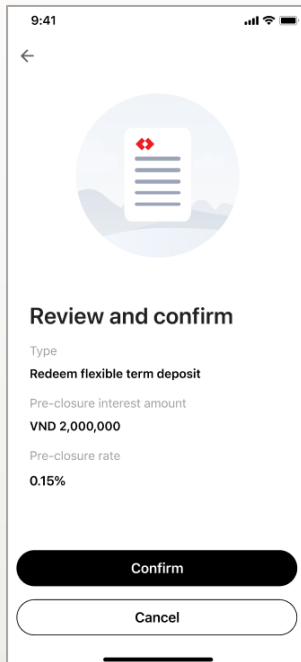 9:41
Review and confirm
Type
Redeem flexible term deposit
Pre-closure interest amount
VND 2,000,000
Pre-closure rate
0.15%
Confirm
Cancel